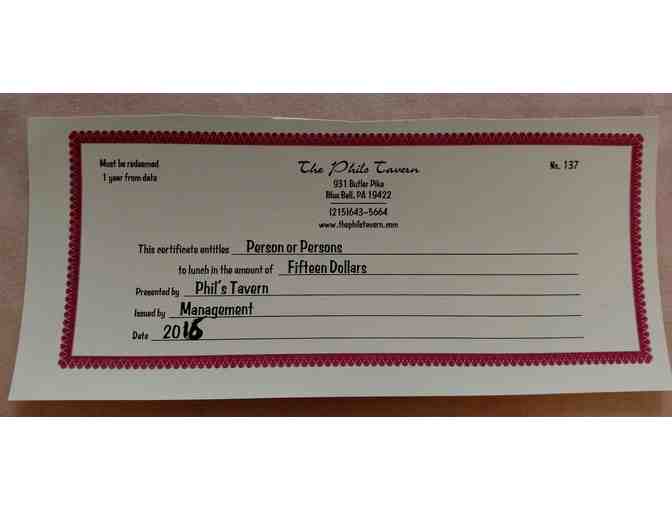 Must be redeemed
1 year from date
The Phils Tavern
No. 137
931 Butler Pike
Blue Bell, PA 19422
(215)643-5664
www.thephilstavern.com
This certificate entitles Person or Persons
to lunch in the amount of Fifteen Dollars
Presented by Phil's Tavern
Issued by Management
Date 2016